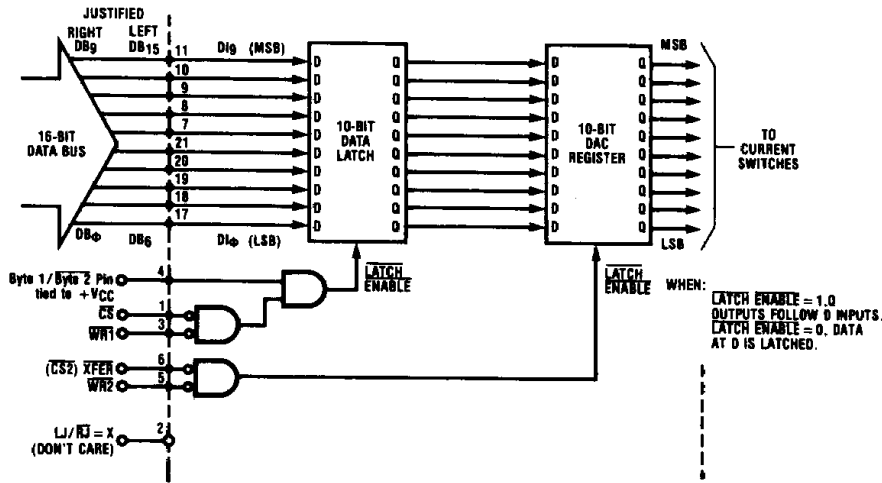 JUSTIFIED
RIGHT LEFT
DB9 DB15 11 DI9 (MSB)
10
9
8
7
21
20
19
18
17
16-BIT
DATA BUS
DBΦ DB6 DIΦ (LSB)
D Q
D Q
D Q
D Q
D Q
D Q
D Q
D Q
D Q
D Q
10-BIT
DATA
LATCH
D Q
D Q
D Q
D Q
D Q
D Q
D Q
D Q
D Q
D Q
10-BIT
DAC
REGISTER
MSB
LSB
TO
CURRENT
SWITCHES
Byte 1/Byte 2 Pin 4
tied to +VCC
CS 1
WR1 3
LATCH
ENABLE
(CS2) XFER 6
WR2 5
LATCH
ENABLE
WHEN:
LATCH ENABLE = 1,Q
OUTPUTS FOLLOW D INPUTS.
LATCH ENABLE = 0, DATA
AT D IS LATCHED.
LJ/RJ = X 2
(DON'T CARE)